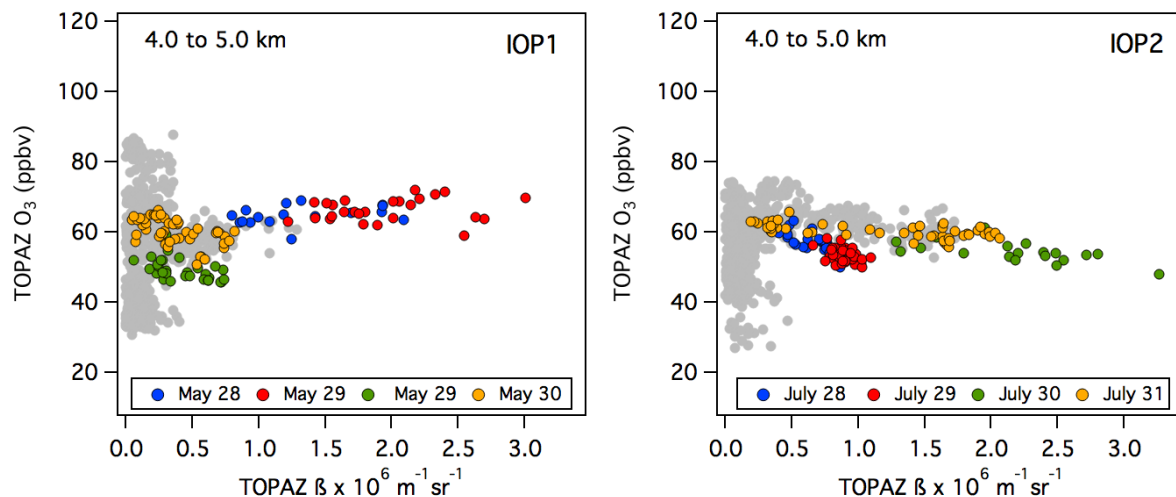 4.0 to 5.0 km
IOP1
120
100
80
60
40
20
TOPAZ O3 (ppbv)
May 28
May 29
May 29
May 30
0.0 0.5 1.0 1.5 2.0 2.5 3.0
TOPAZ ß x 10⁶ m⁻¹ sr⁻¹
4.0 to 5.0 km
IOP2
120
100
80
60
40
20
TOPAZ O3 (ppbv)
July 28
July 29
July 30
July 31
0.0 0.5 1.0 1.5 2.0 2.5 3.0
TOPAZ ß x 10⁶ m⁻¹ sr⁻¹